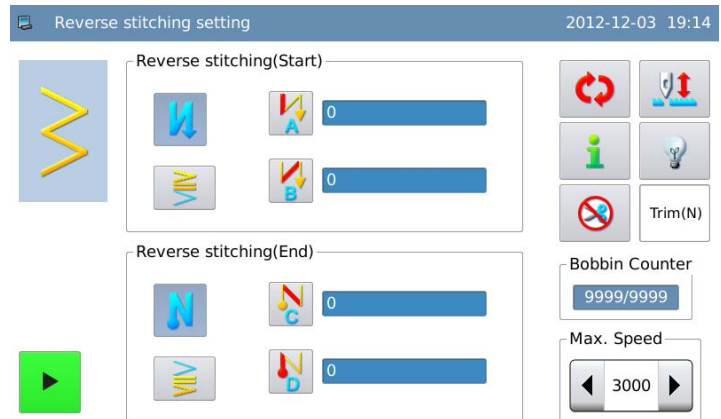 Reverse stitching setting 2012-12-03 19:14
Reverse stitching(Start)
A 0
B 0
Trim(N)
Reverse stitching(End)
C 0
D 0
Bobbin Counter
9999/9999
Max. Speed
3000